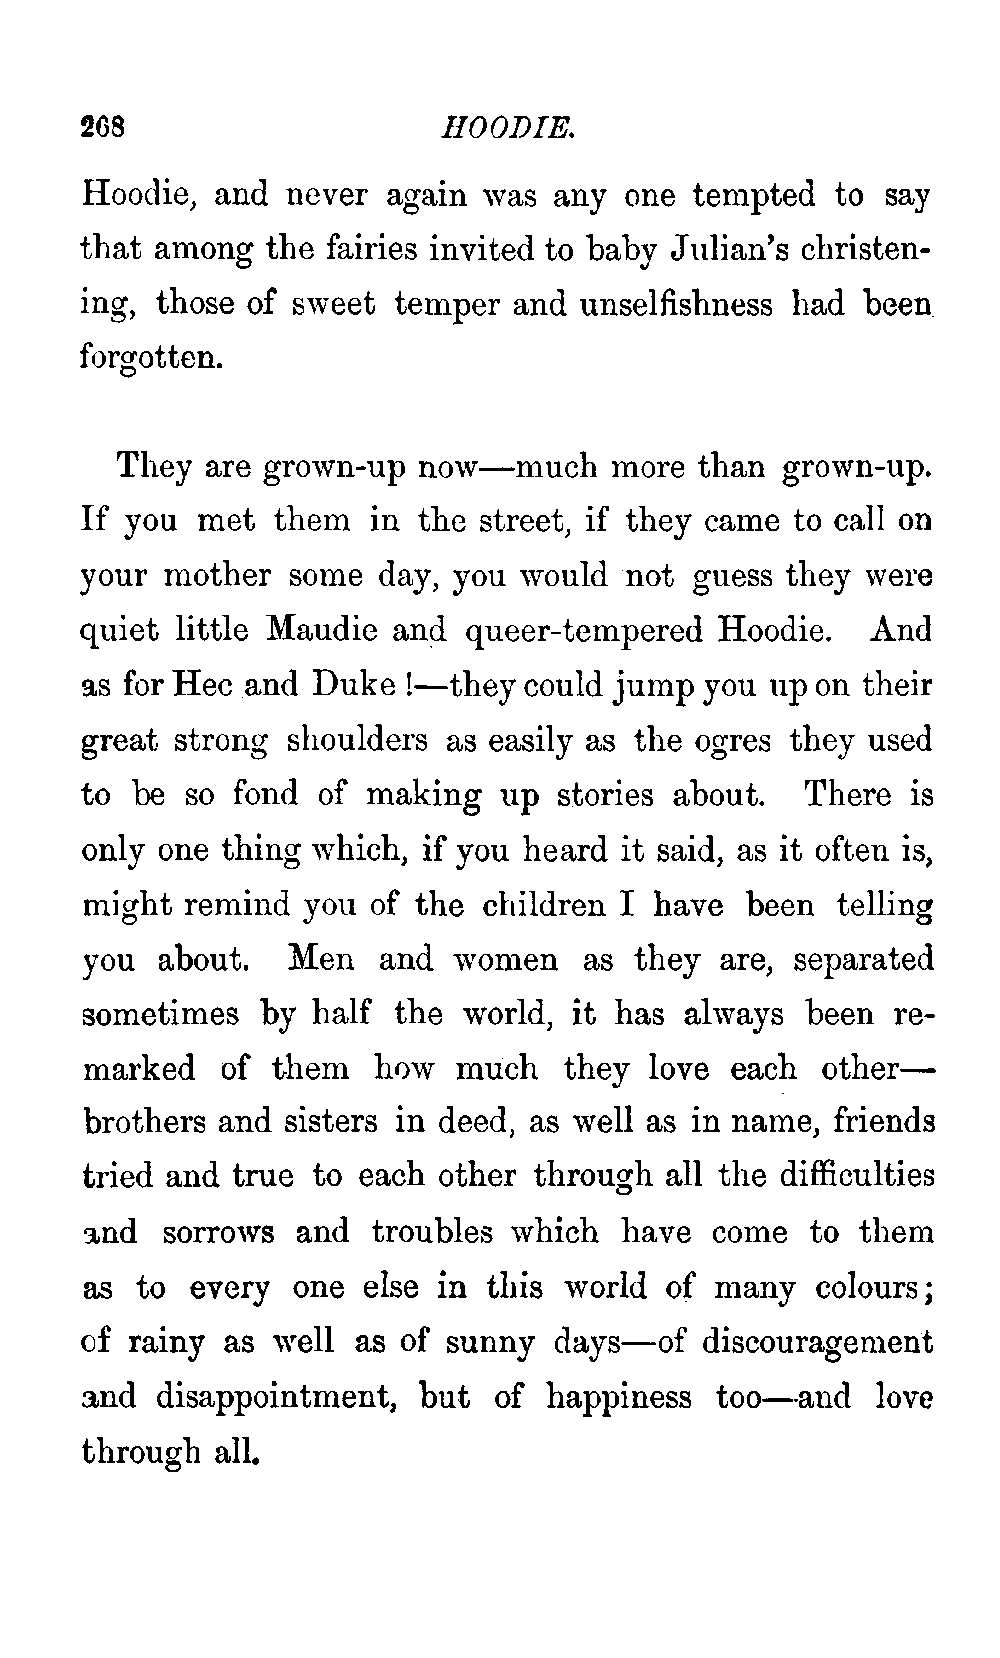 268 HOODIE.
Hoodie, and never again was any one tempted to say
that among the fairies invited to baby Julian's christen-
ing, those of sweet temper and unselfishness had been
forgotten.
They are grown-up now—much more than grown-up.
If you met them in the street, if they came to call on
your mother some day, you would not guess they were
quiet little Maudie and queer-tempered Hoodie. And
as for Hec and Duke !—they could jump you up on their
great strong shoulders as easily as the ogres they used
to be so fond of making up stories about. There is
only one thing which, if you heard it said, as it often is,
might remind you of the children I have been telling
you about. Men and women as they are, separated
sometimes by half the world, it has always been re-
marked of them how much they love each other—
brothers and sisters in deed, as well as in name, friends
tried and true to each other through all the difficulties
and sorrows and troubles which have come to them
as to every one else in this world of many colours;
of rainy as well as of sunny days—of discouragement
and disappointment, but of happiness too—and love
through all.